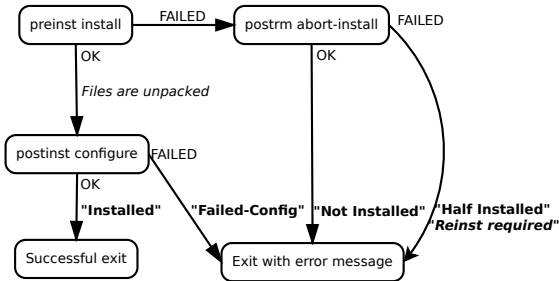 preinst install
FAILED
postrm abort-install
FAILED
OK
OK
Files are unpacked
postinst configure
FAILED
OK
"Installed"
"Failed-Config"
"Not Installed"
"Half Installed"
"Reinst required"
Successful exit
Exit with error message